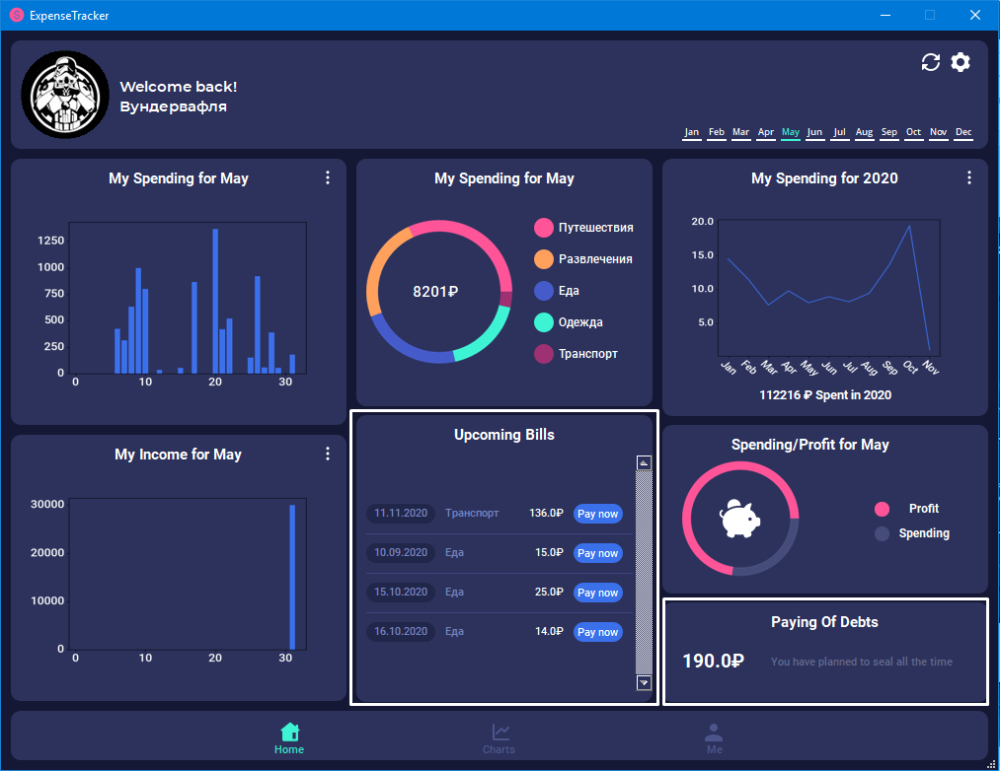 ExpenseTracker
Welcome back!
Вундервафля
Jan Feb Mar Apr May Jun Jul Aug Sep Oct Nov Dec
My Spending for May
1250
1000
750
500
250
0
0 10 20 30
My Spending for May
8201₽
Путешествия
Развлечения
Еда
Одежда
Транспорт
My Spending for 2020
20.0
15.0
10.0
5.0
Jan Feb Mar Apr May Jun Jul Aug Sep Oct Nov
112216 ₽ Spent in 2020
My Income for May
30000
20000
10000
0
0 10 20 30
Upcoming Bills
11.11.2020 Транспорт 136.0₽ Pay now
10.09.2020 Еда 15.0₽ Pay now
15.10.2020 Еда 25.0₽ Pay now
16.10.2020 Еда 14.0₽ Pay now
Spending/Profit for May
Profit
Spending
Paying Of Debts
190.0₽ You have planned to seal all the time
Home Charts Me